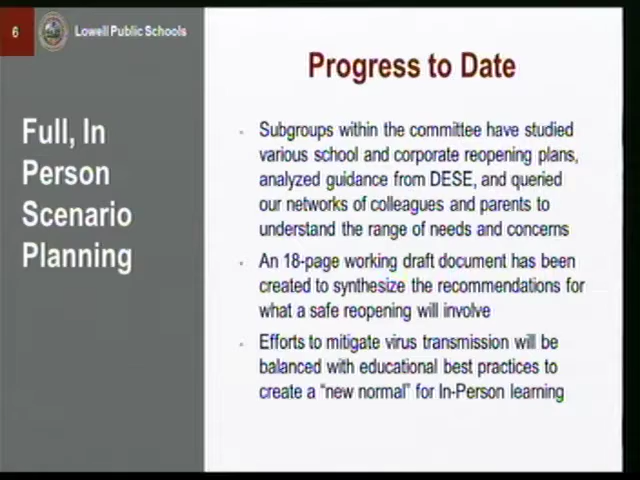 6
Lowell Public Schools
Full, In
Person
Scenario
Planning
Progress to Date
Subgroups within the committee have studied
various school and corporate reopening plans,
analyzed guidance from DESE, and queried
our networks of colleagues and parents to
understand the range of needs and concerns
An 18-page working draft document has been
created to synthesize the recommendations for
what a safe reopening will involve
Efforts to mitigate virus transmission will be
balanced with educational best practices to
create a “new normal” for In-Person learning